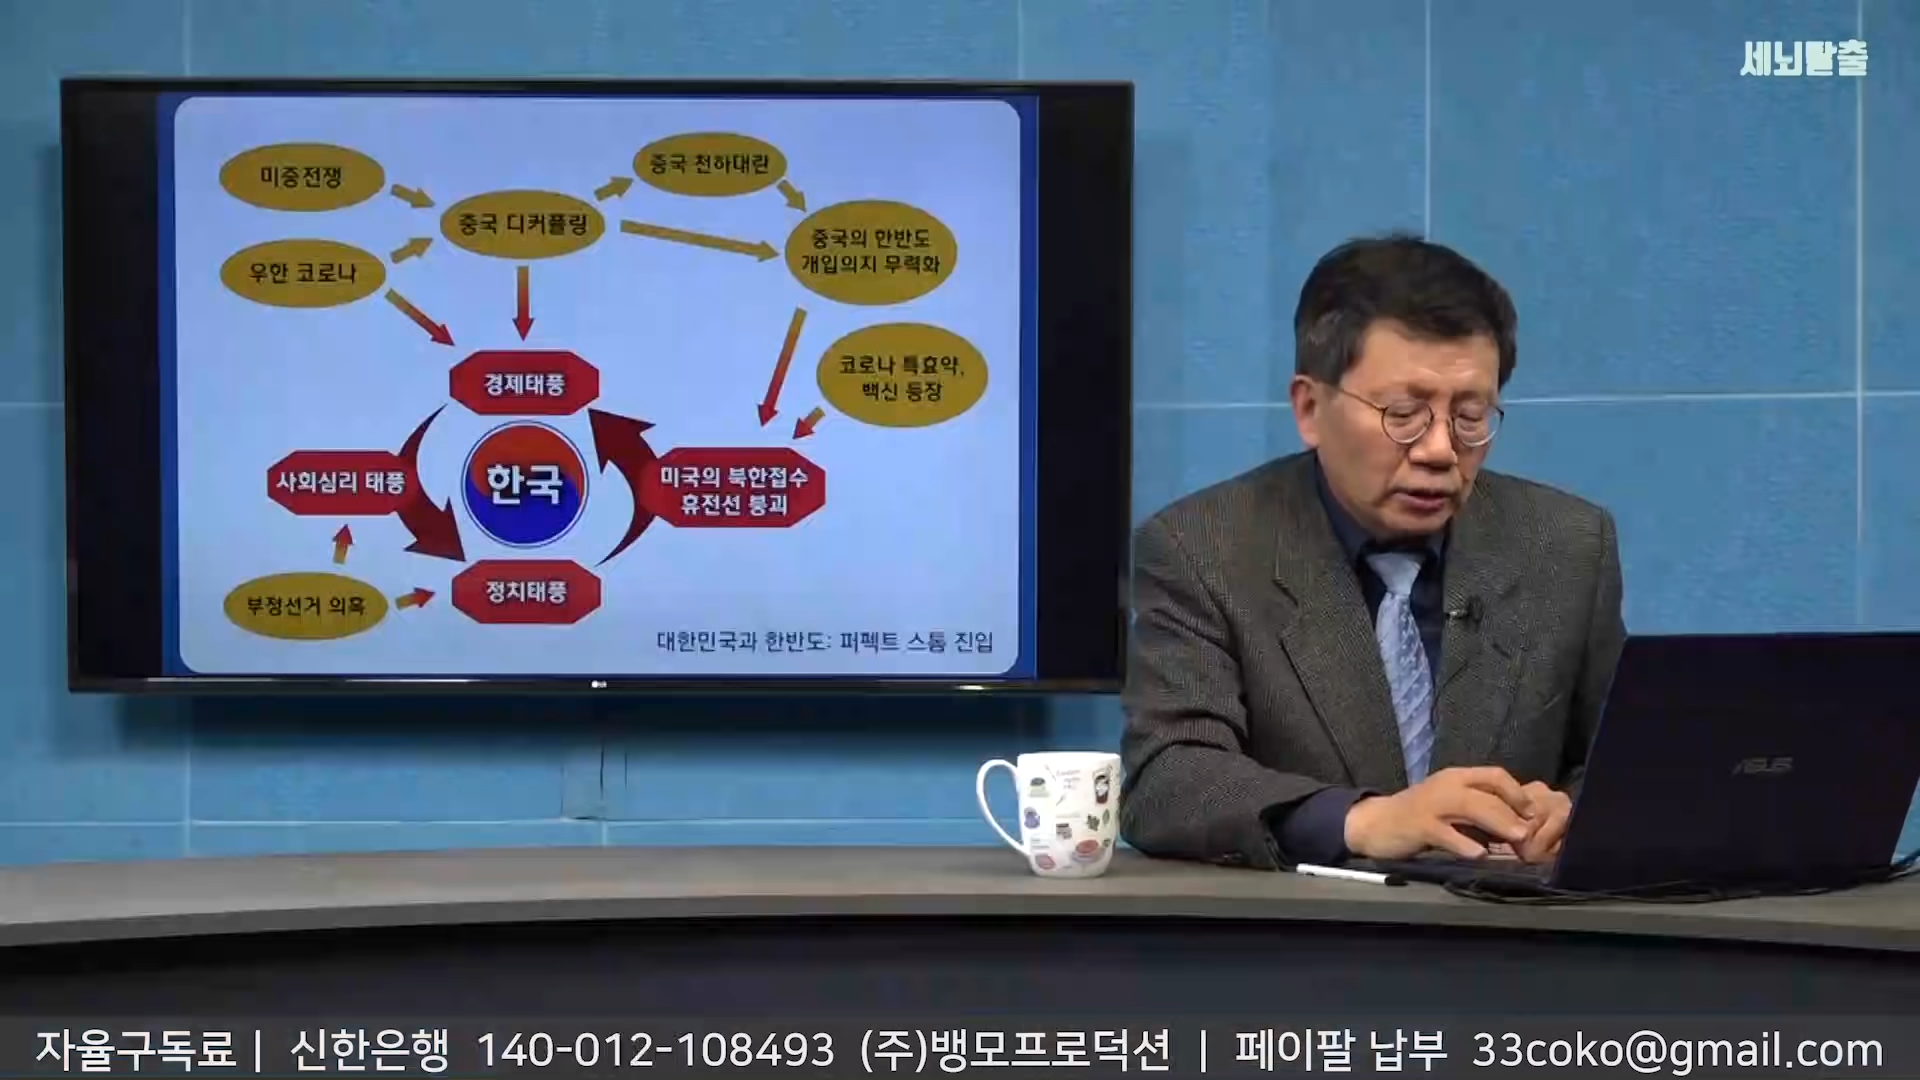 세뇌탈출
미중전쟁
중국 천하대란
중국 디커플링
중국의 한반도
개입의지 무력화
우한 코로나
코로나 특효약,
백신 등장
경제태풍
사회심리 태풍
한국
미국의 북한접수
휴전선 붕괴
부정선거 의혹
정치태풍
대한민국과 한반도: 퍼펙트 스톰 진입
ASUS
자율구독료 | 신한은행 140-012-108493 (주)뱅모프로덕션 | 페이팔 납부 33coko@gmail.com